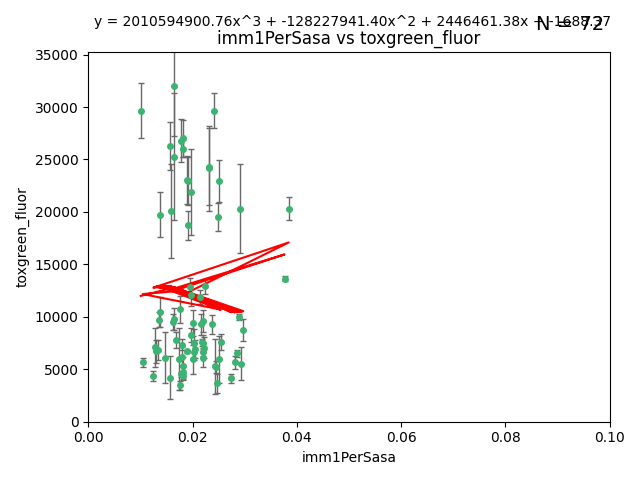 y = 2010594900.76x^3 + -128227941.40x^2 + 2446461.38x + -1688.37
N = 72
imm1PerSasa vs toxgreen_fluor
35000
30000
25000
20000
15000
10000
5000
0
toxgreen_fluor
0.00 0.02 0.04 0.06 0.08 0.10
imm1PerSasa